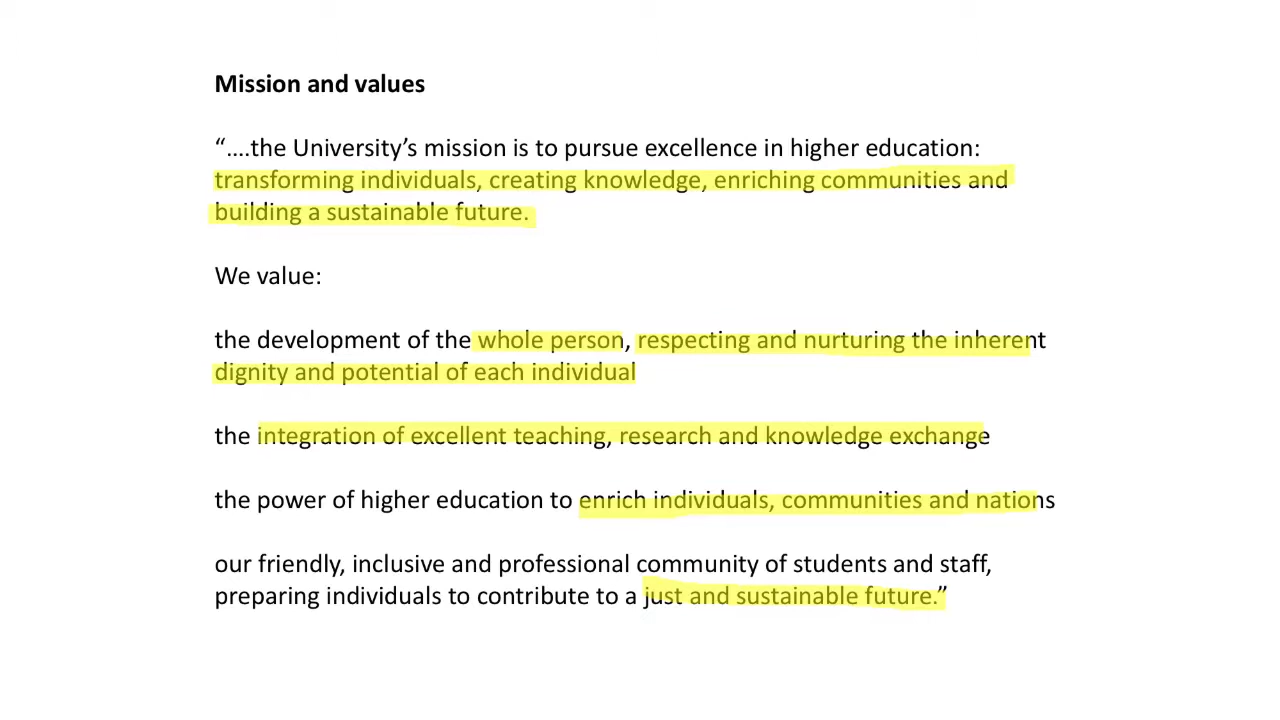 Mission and values
“....the University’s mission is to pursue excellence in higher education:
transforming individuals, creating knowledge, enriching communities and
building a sustainable future.
We value:
the development of the whole person, respecting and nurturing the inherent
dignity and potential of each individual
the integration of excellent teaching, research and knowledge exchange
the power of higher education to enrich individuals, communities and nations
our friendly, inclusive and professional community of students and staff,
preparing individuals to contribute to a just and sustainable future.”